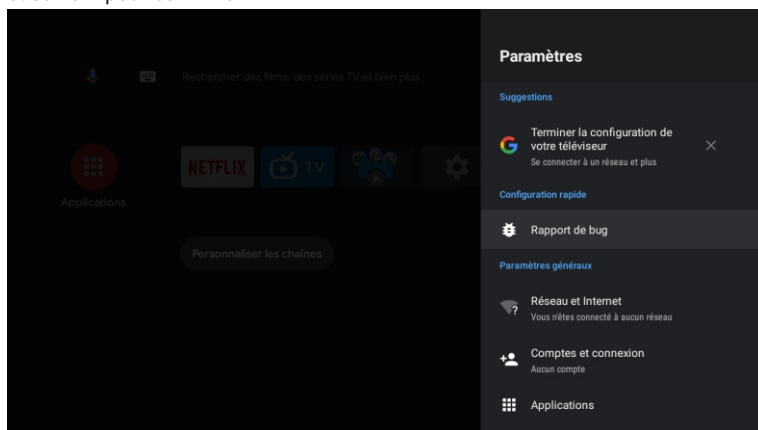 Paramètres
Rechercher des films, des séries TV et bien plus
Suggestions
Terminer la configuration de
votre téléviseur
Se connecter à un réseau et plus
NETFLIX
TV
Configuration rapide
Applications
Rapport de bug
Personnaliser les chaînes
Paramètres généraux
Réseau et Internet
Vous n'êtes connecté à aucun réseau
Comptes et connexion
Aucun compte
Applications